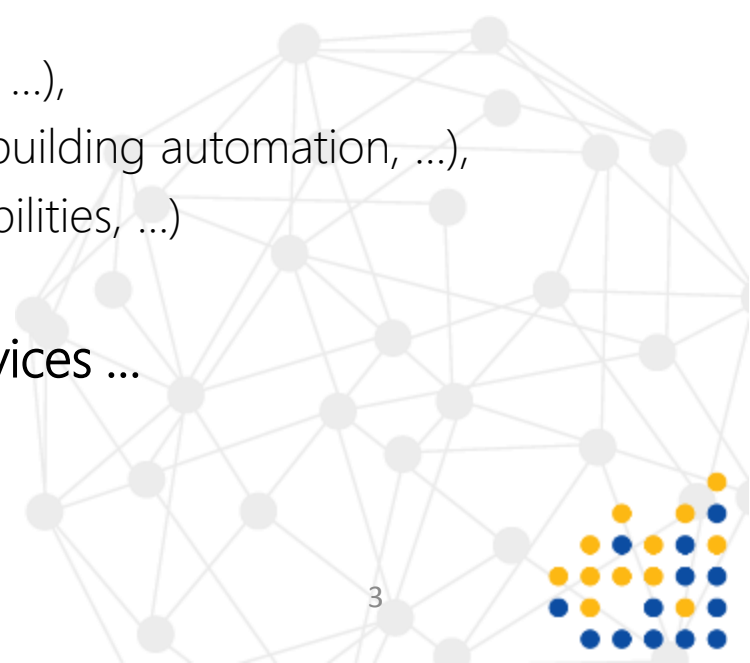 ...),
building automation, ...),
bilities, ...)
vices ...
3